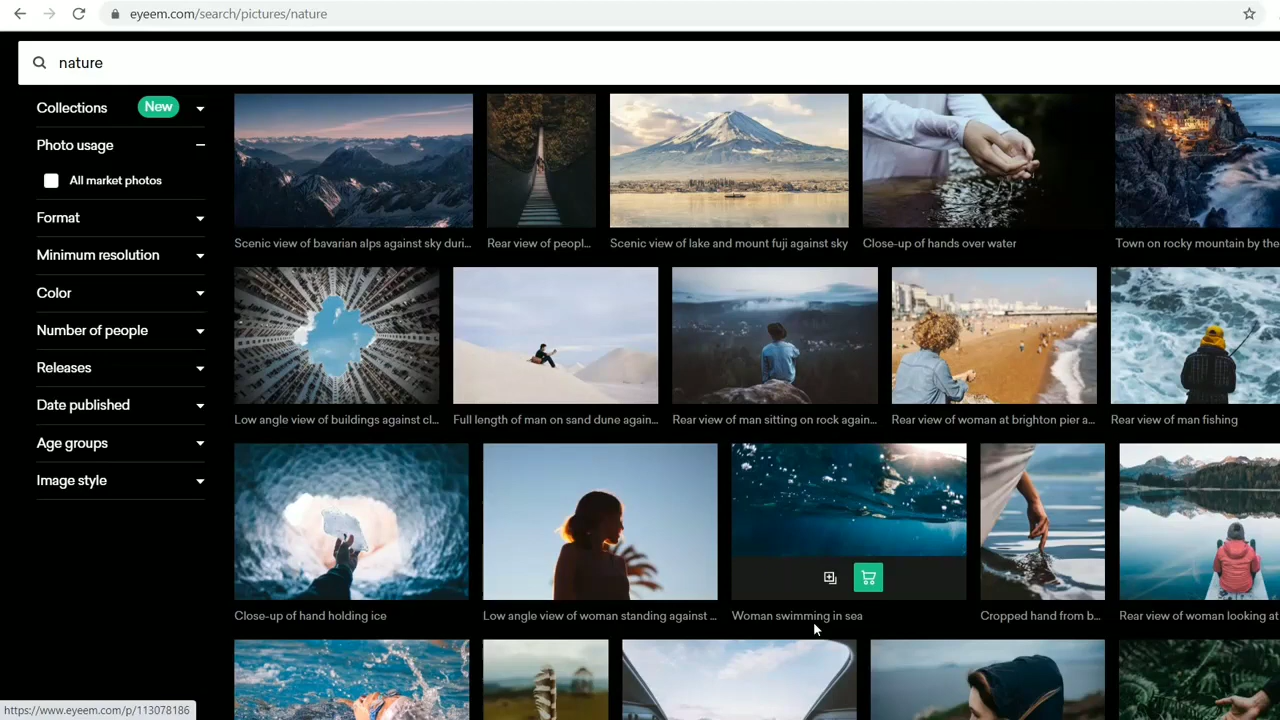 eyeem.com/search/pictures/nature
nature
Collections New
Photo usage
All market photos
Format
Minimum resolution
Color
Number of people
Releases
Date published
Age groups
Image style
Scenic view of bavarian alps against sky duri...
Rear view of peopl...
Scenic view of lake and mount fuji against sky
Close-up of hands over water
Town on rocky mountain by the
Low angle view of buildings against cl...
Full length of man on sand dune again...
Rear view of man sitting on rock again...
Rear view of woman at brighton pier a...
Rear view of man fishing
Close-up of hand holding ice
Low angle view of woman standing against ...
Woman swimming in sea
Cropped hand from b...
Rear view of woman looking at
https://www.eyeem.com/p/113078186